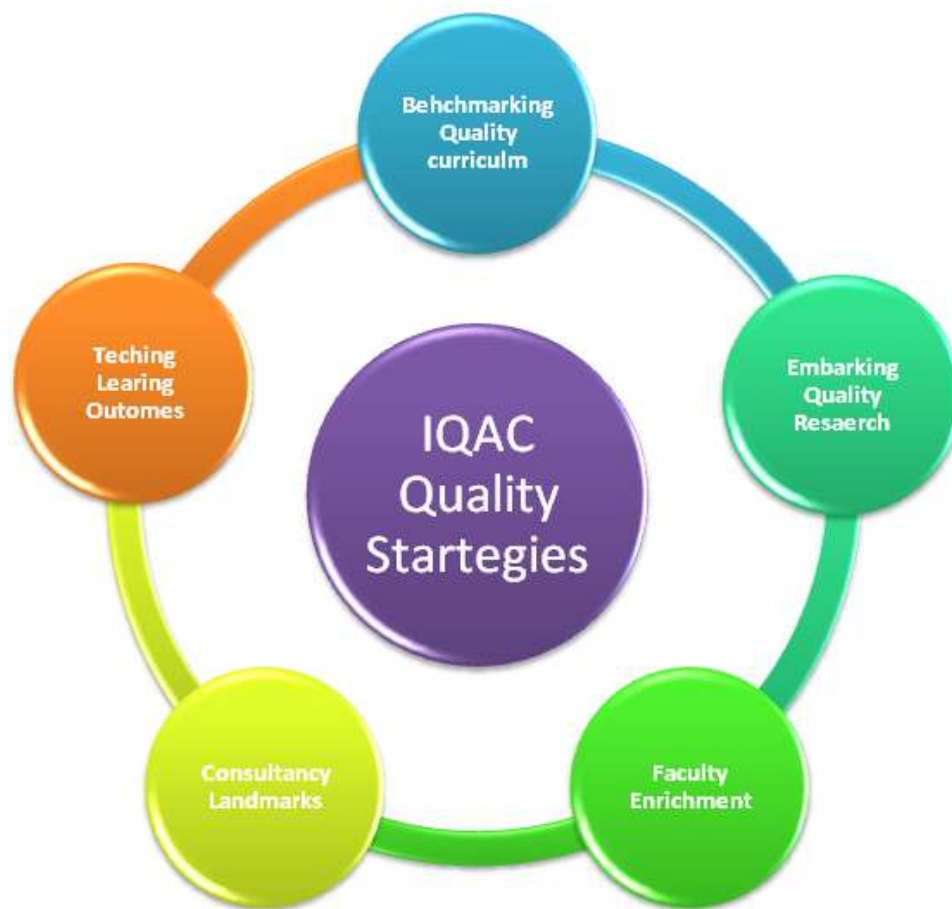 Behchmarking
Quality
curriculm
Teching
Learing
Outomes
Embarking
Quality
Resaerch
IQAC
Quality
Startegies
Consultancy
Landmarks
Faculty
Enrichment